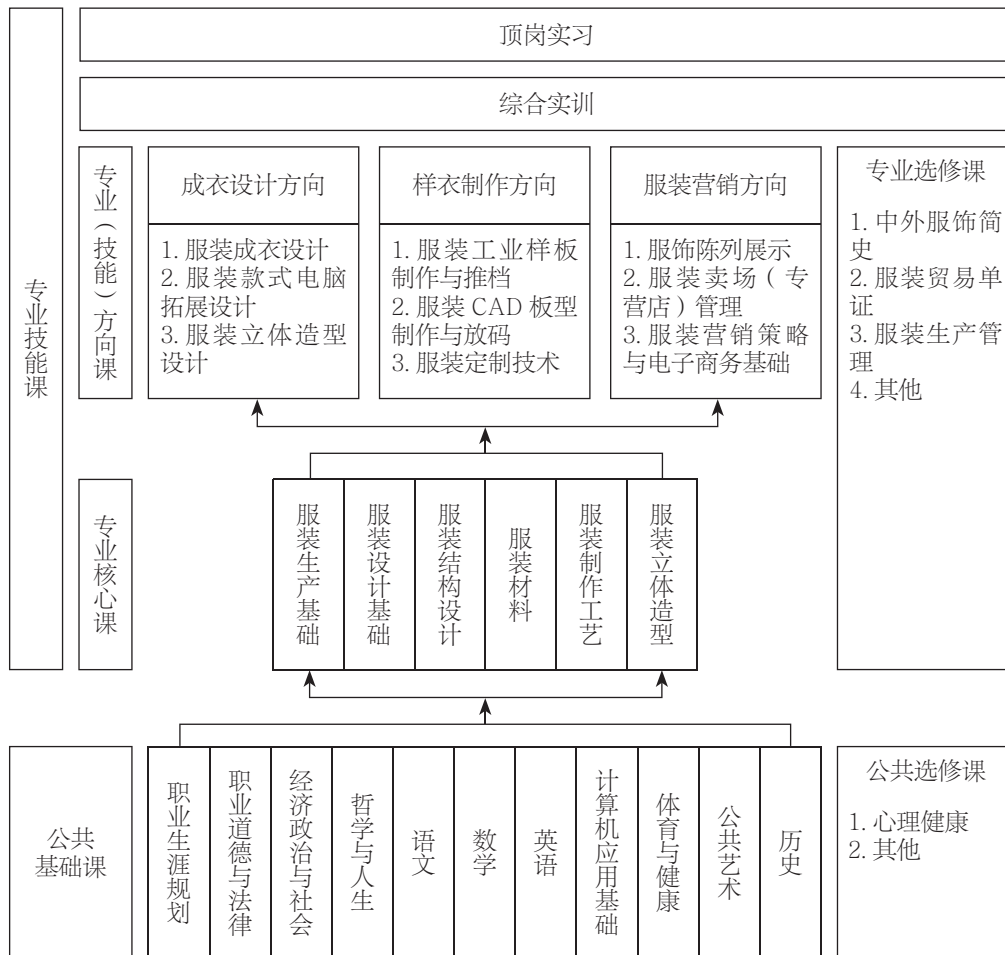 顶岗实习
综合实训
专业技能课
专业（技能）方向课
成衣设计方向
1. 服装成衣设计
2. 服装款式电脑
拓展设计
3. 服装立体造型
设计
样衣制作方向
1. 服装工业样板
制作与推档
2. 服装 CAD 板型
制作与放码
3. 服装定制技术
服装营销方向
1. 服饰陈列展示
2. 服装卖场（专
营店）管理
3. 服装营销策略
与电子商务基础
专业选修课
1. 中外服饰简
史
2. 服装贸易单
证
3. 服装生产管
理
4. 其他
专业核心课
服装生产基础
服装设计基础
服装结构设计
服装材料
服装制作工艺
服装立体造型
公共
基础课
职业生涯规划
职业道德与法律
经济政治与社会
哲学与人生
语文
数学
英语
计算机应用基础
体育与健康
公共艺术
历史
公共选修课
1. 心理健康
2. 其他